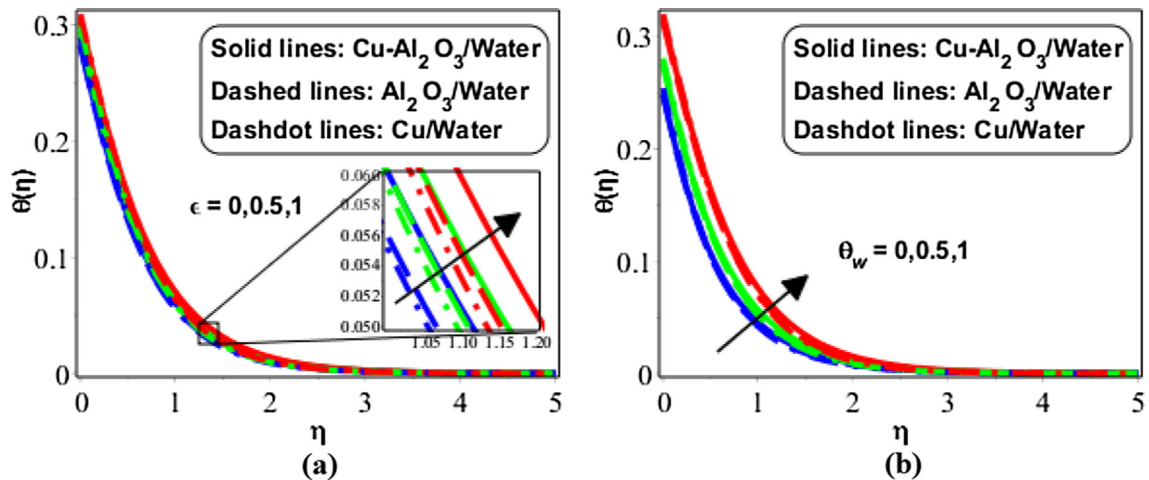 0.3
0.2
0.1
0
θ(η)
Solid lines: Cu-Al2O3/Water
Dashed lines: Al2O3/Water
Dashdot lines: Cu/Water
ϵ = 0,0.5,1
0.060
0.058
0.056
0.054
0.052
0.050
1.05 1.10 1.15 1.20
0 1 2 3 4 5
η
(a)
0.3
0.2
0.1
0
θ(η)
Solid lines: Cu-Al2O3/Water
Dashed lines: Al2O3/Water
Dashdot lines: Cu/Water
θw = 0,0.5,1
0 1 2 3 4 5
η
(b)